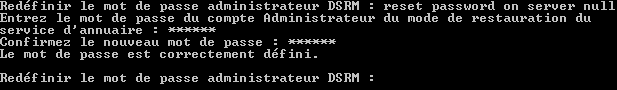 Redéfinir le mot de passe administrateur DSRM : reset password on server null
Entrez le mot de passe du compte Administrateur du mode de restauration du
service d'annuaire : ******
Confirmez le nouveau mot de passe : ******
Le mot de passe est correctement défini.
Redéfinir le mot de passe administrateur DSRM :